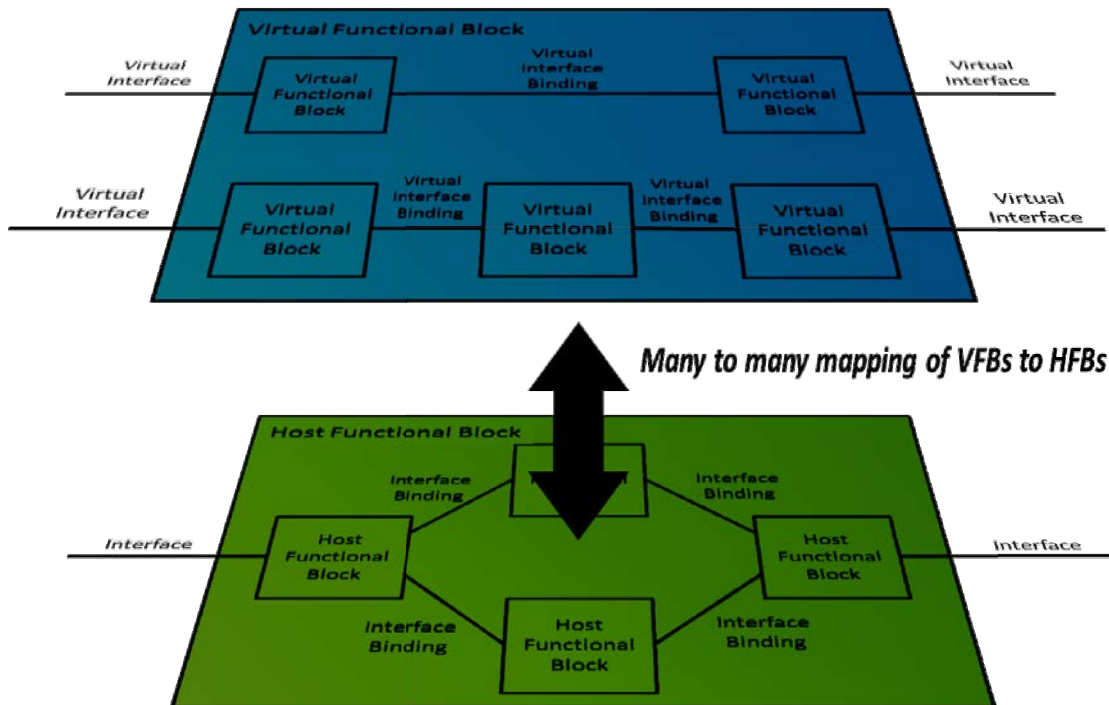 Virtual Functional Block
Virtual
Interface
Virtual
Functional
Block
Virtual
Interface
Binding
Virtual
Functional
Block
Virtual
Interface
Virtual
Interface
Virtual
Functional
Block
Virtual
Interface
Binding
Virtual
Functional
Block
Virtual
Interface
Binding
Virtual
Functional
Block
Virtual
Interface
Many to many mapping of VFBs to HFBs
Host Functional Block
Interface
Binding
Interface
Binding
Interface
Host
Functional
Block
Host
Functional
Block
Interface
Interface
Binding
Host
Functional
Block
Interface
Binding